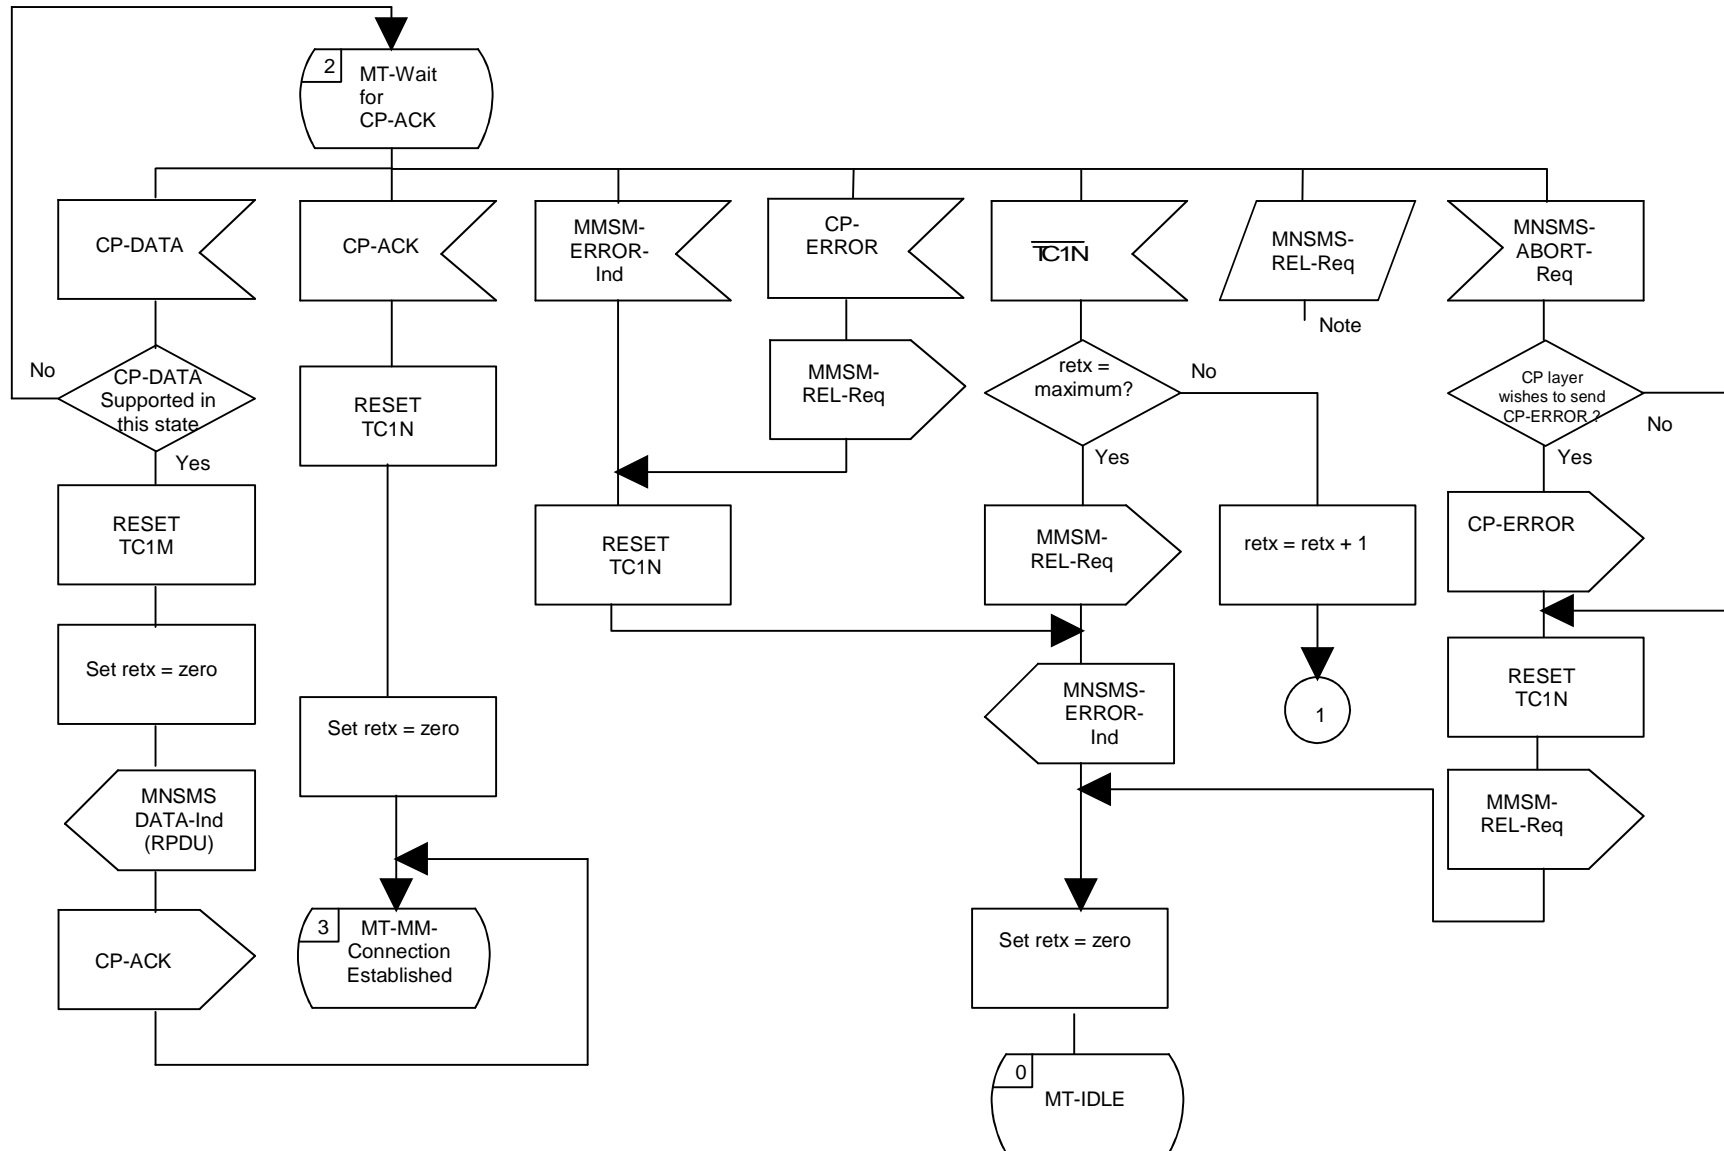 2
MT-Wait
for
CP-ACK
CP-DATA
CP-ACK
MMSM-
ERROR-
Ind
CP-
ERROR
TC1N
MNSMS-
REL-Req
MNSMS-
ABORT-
Req
Note
No
CP-DATA
Supported in
this state
Yes
RESET
TC1N
MMSM-
REL-Req
retx =
maximum?
No
Yes
CP layer
wishes to send
CP-ERROR ?
No
Yes
RESET
TC1M
RESET
TC1N
MMSM-
REL-Req
retx = retx + 1
CP-ERROR
Set retx = zero
Set retx = zero
MNSMS-
ERROR-
Ind
1
RESET
TC1N
MNSMS
DATA-Ind
(RPDU)
MMSM-
REL-Req
CP-ACK
3
MT-MM-
Connection
Established
Set retx = zero
0
MT-IDLE